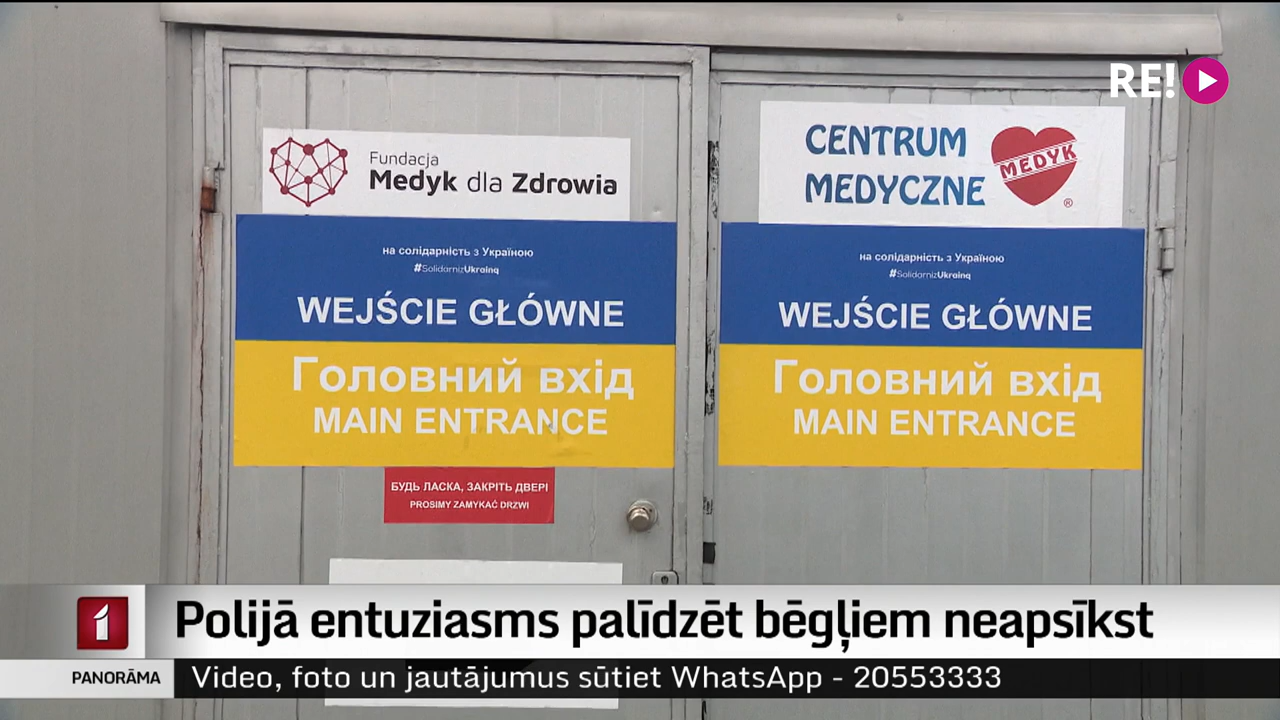 RE!
Fundacja
Medyk dla Zdrowia
на солідарність з Україною
#SolidarnizUkrainą
WEJŚCIE GŁÓWNE
Головний вхід
MAIN ENTRANCE
БУДЬ ЛАСКА, ЗАКРІТЬ ДВЕРІ
PROSIMY ZAMYKAĆ DRZWI
CENTRUM
MEDYCZNE
MEDYK
®
на солідарність з Україною
#SolidarnizUkrainą
WEJŚCIE GŁÓWNE
Головний вхід
MAIN ENTRANCE
1
Polijā entuziasms palīdzēt bēgļiem neapsīkst
PANORĀMA
Video, foto un jautājumus sūtiet WhatsApp - 20553333